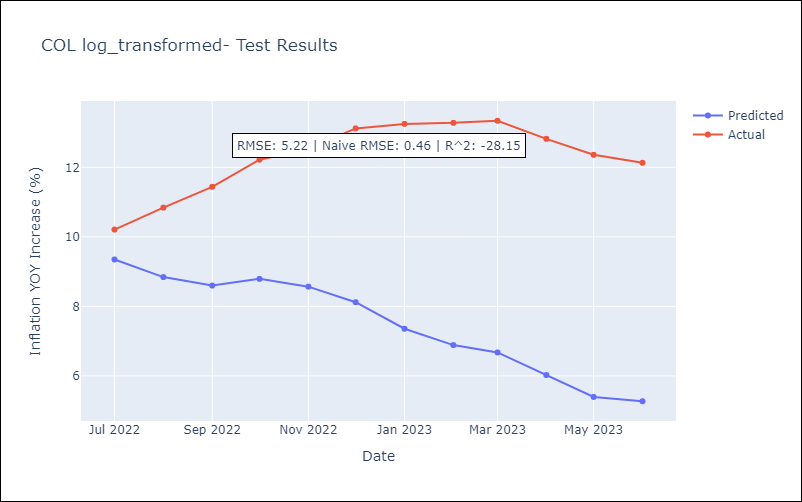 COL log_transformed- Test Results
Predicted
Actual
RMSE: 5.22 | Naive RMSE: 0.46 | R^2: -28.15
Inflation YOY Increase (%)
12
10
8
6
Jul 2022
Sep 2022
Nov 2022
Jan 2023
Mar 2023
May 2023
Date